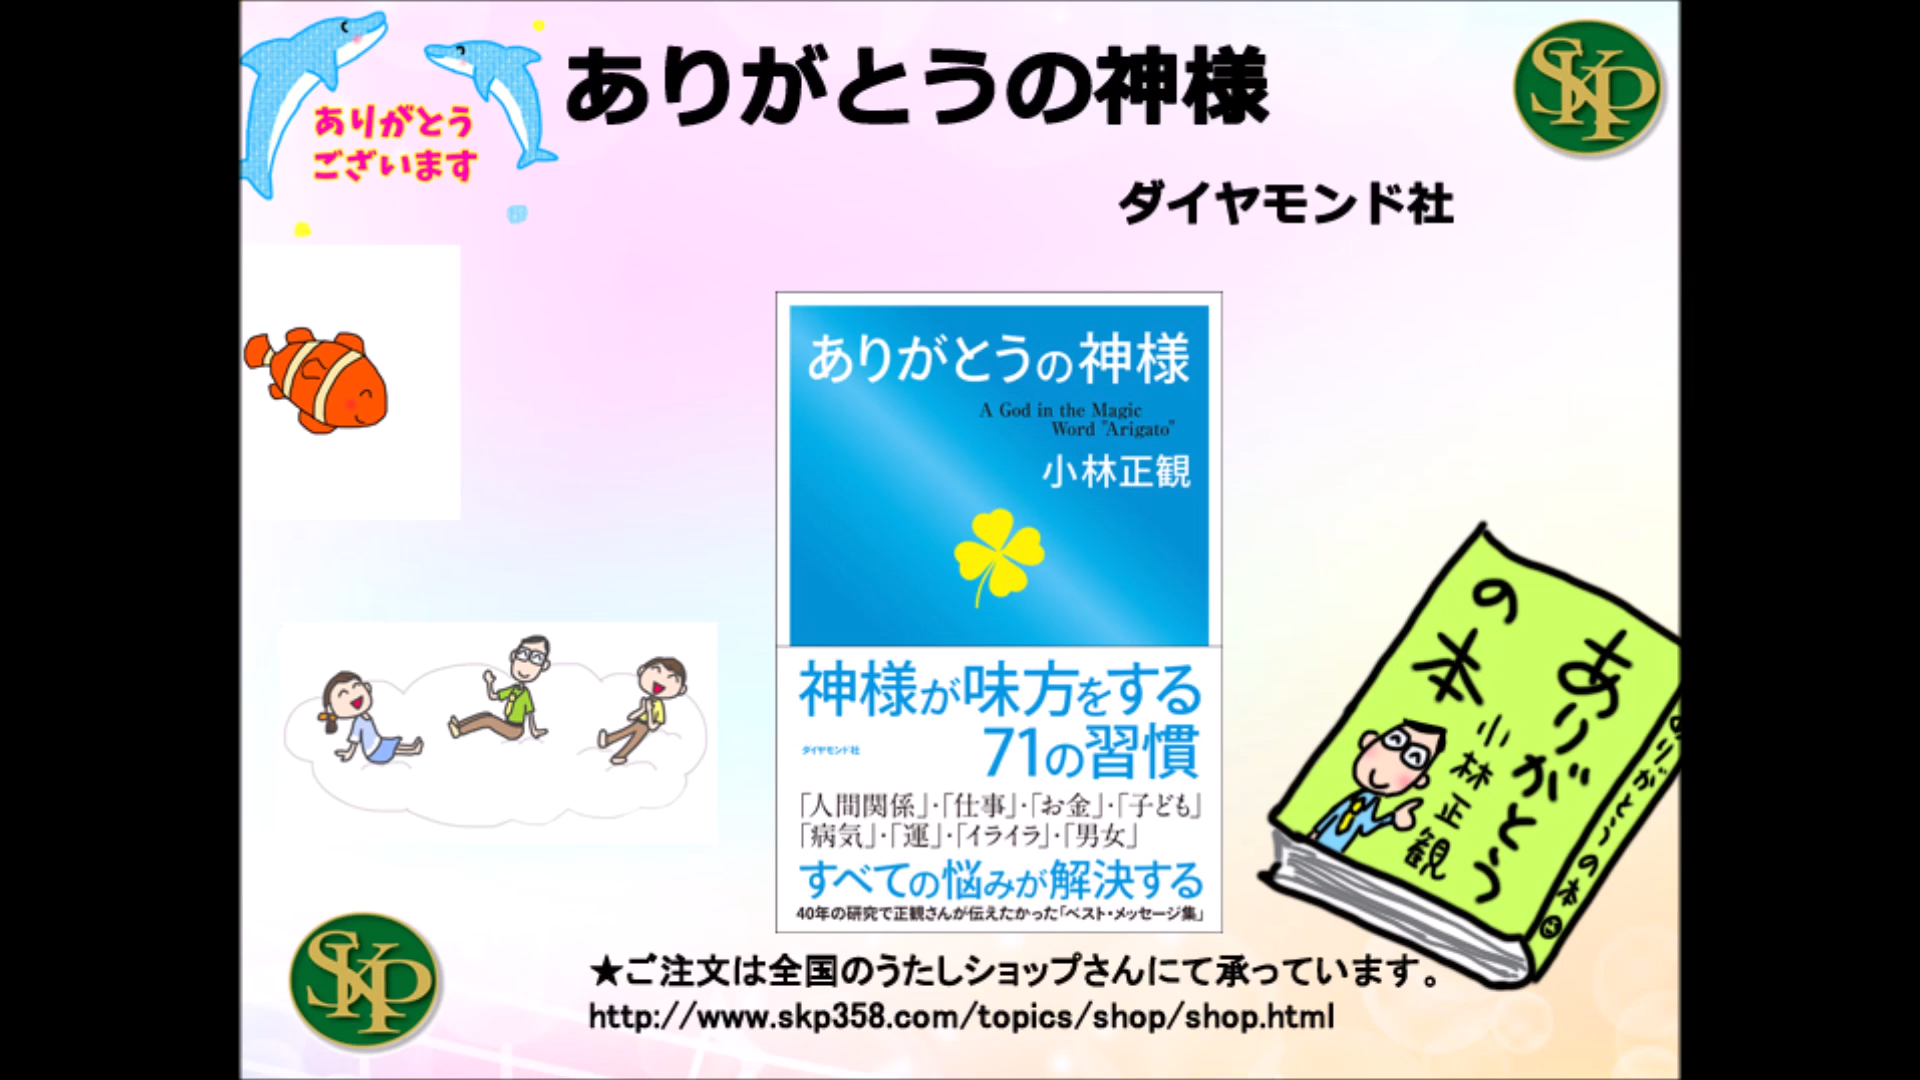 ありがとう
ございます
ありがとうの神様
SKP
ダイヤモンド社
ありがとうの神様
A God in the Magic
Word "Arigato"
小林正観
神様が味方をする
71の習慣
ダイヤモンド社
「人間関係」・「仕事」・「お金」・「子ども」
「病気」・「運」・「イライラ」・「男女」
すべての悩みが解決する
40年の研究で正観さんが伝えたかった「ベスト・メッセージ集」
ありがとう
の本
小林正観
ありがとうの本
SKP
★ご注文は全国のうたしショップさんにて承っています。
http://www.skp358.com/topics/shop/shop.html